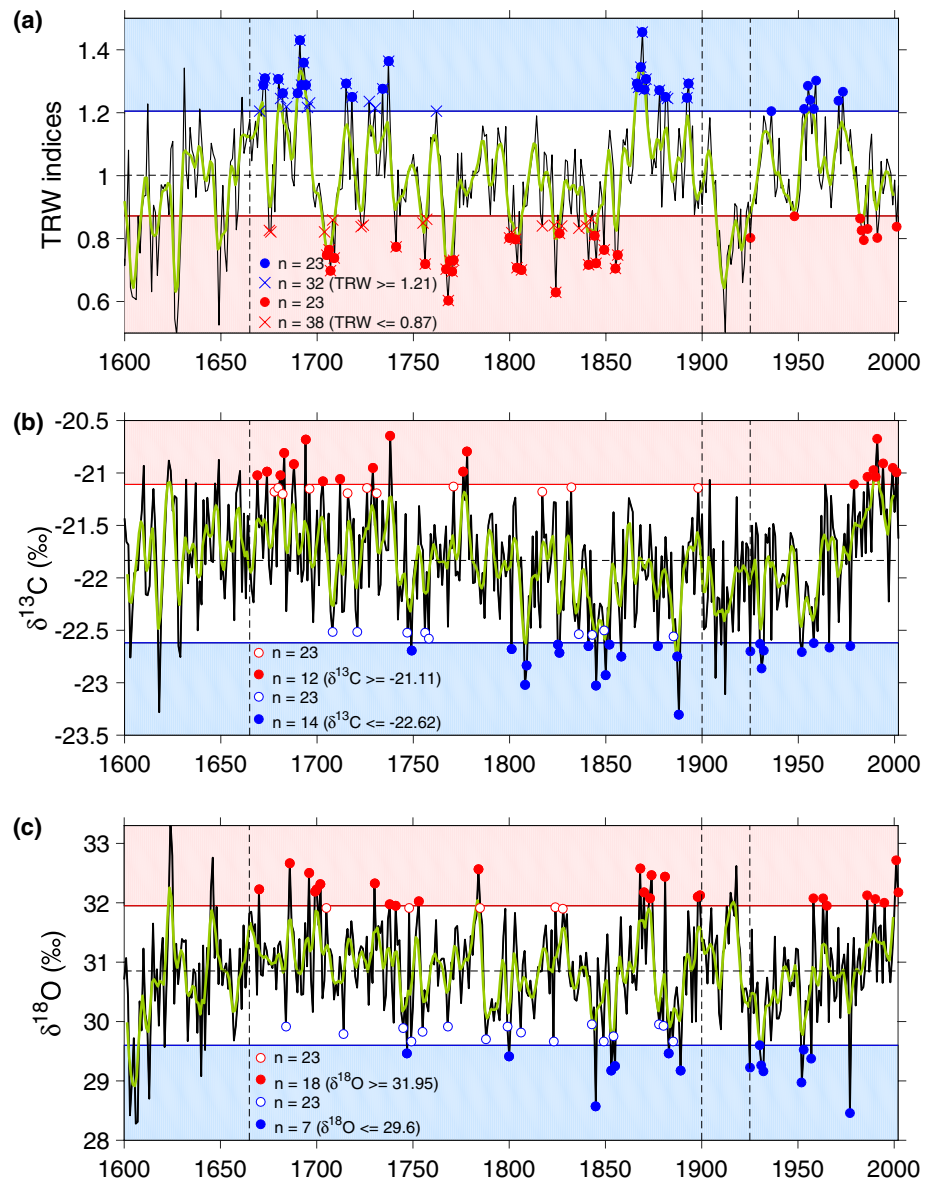 (a)
TRW indices
1.4
1.2
1
0.8
0.6
n = 23
n = 32 (TRW >= 1.21)
n = 23
n = 38 (TRW <= 0.87)
1600 1650 1700 1750 1800 1850 1900 1950 2000
(b)
δ¹³C (‰)
-20.5
-21
-21.5
-22
-22.5
-23
-23.5
n = 23
n = 12 (δ¹³C >= -21.11)
n = 23
n = 14 (δ¹³C <= -22.62)
1600 1650 1700 1750 1800 1850 1900 1950 2000
(c)
δ¹⁸O (‰)
33
32
31
30
29
28
n = 23
n = 18 (δ¹⁸O >= 31.95)
n = 23
n = 7 (δ¹⁸O <= 29.6)
1600 1650 1700 1750 1800 1850 1900 1950 2000